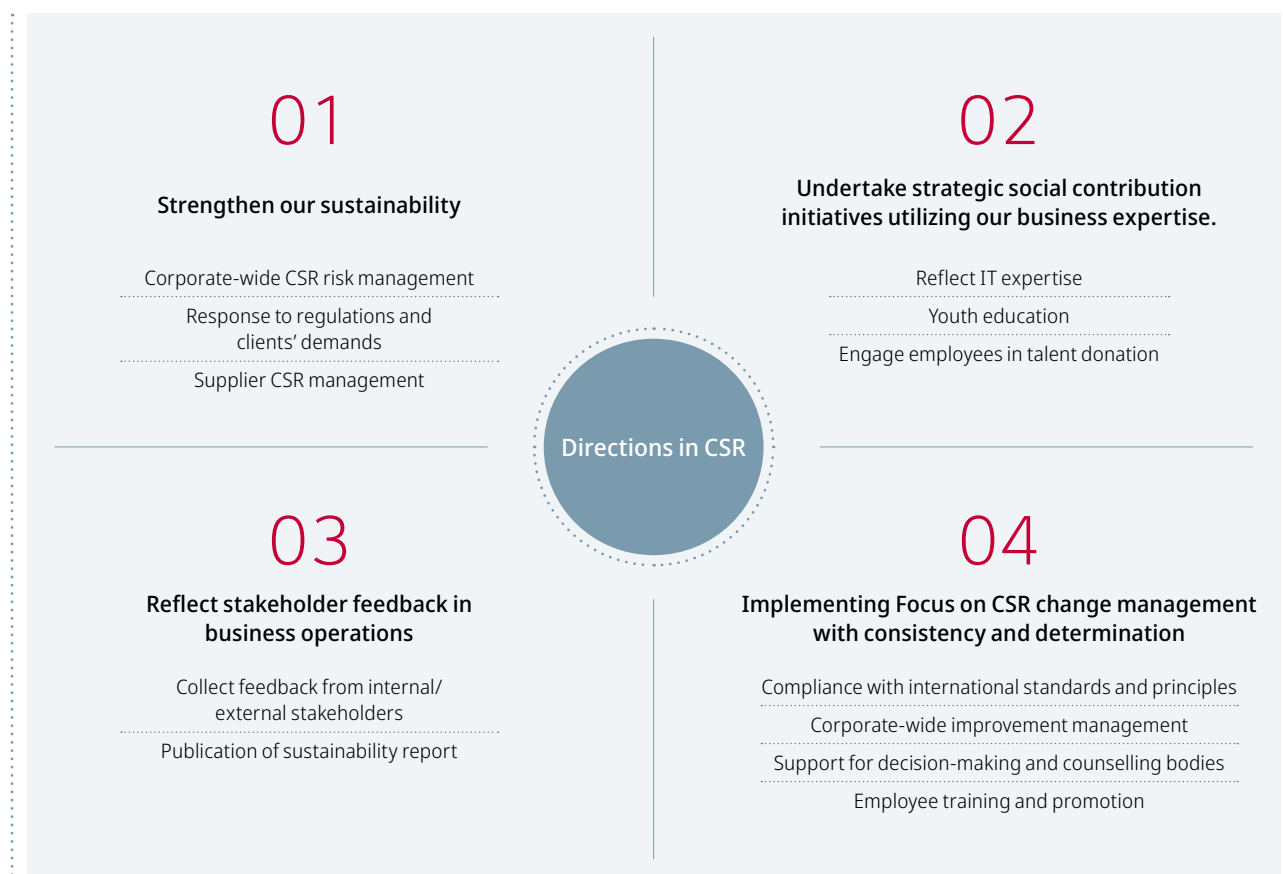 01
Strengthen our sustainability
Corporate-wide CSR risk management
Response to regulations and
clients’ demands
Supplier CSR management
02
Undertake strategic social contribution
initiatives utilizing our business expertise.
Reflect IT expertise
Youth education
Engage employees in talent donation
Directions in CSR
03
Reflect stakeholder feedback in
business operations
Collect feedback from internal/
external stakeholders
Publication of sustainability report
04
Implementing Focus on CSR change management
with consistency and determination
Compliance with international standards and principles
Corporate-wide improvement management
Support for decision-making and counselling bodies
Employee training and promotion